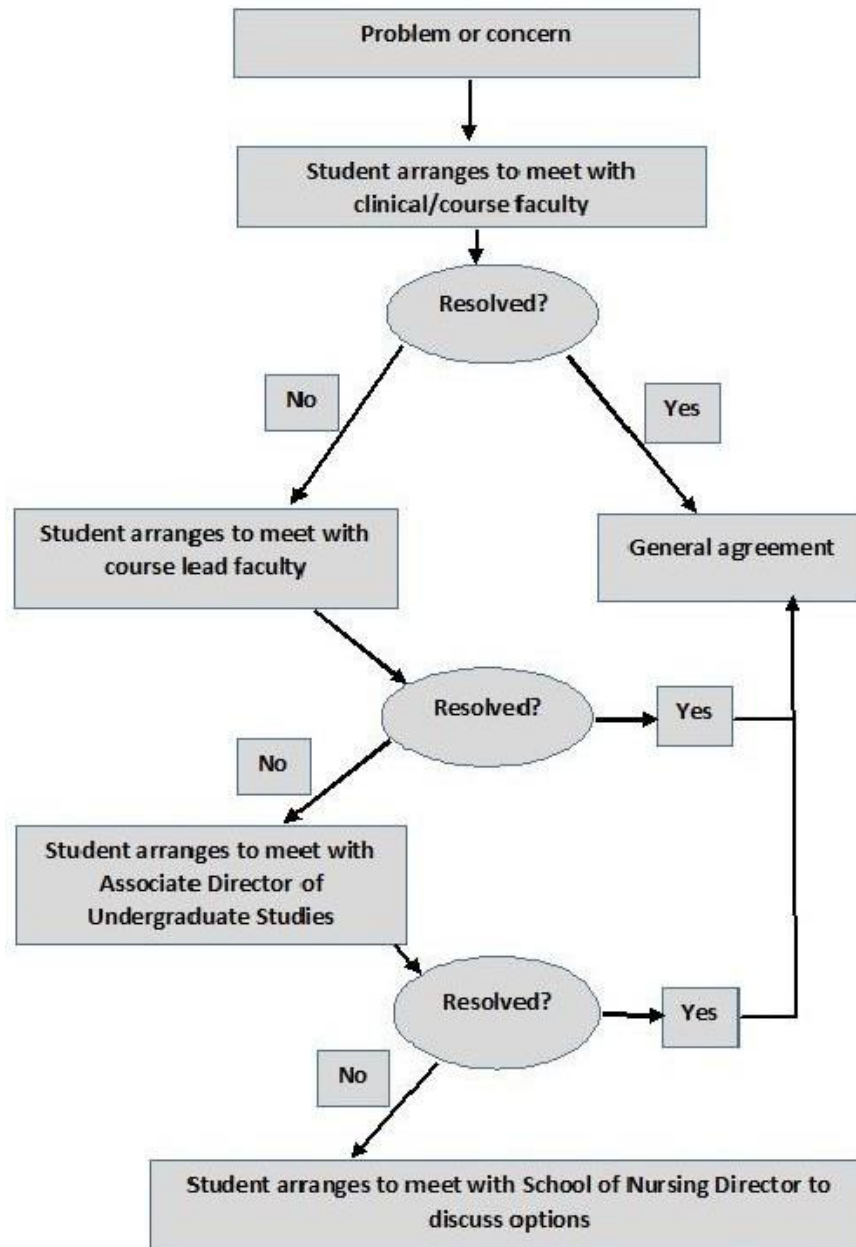 Problem or concern
Student arranges to meet with
clinical/course faculty
Resolved?
No
Yes
Student arranges to meet with
course lead faculty
General agreement
Resolved?
Yes
No
Student arranges to meet with
Associate Director of
Undergraduate Studies
Resolved?
Yes
No
Student arranges to meet with School of Nursing Director to
discuss options